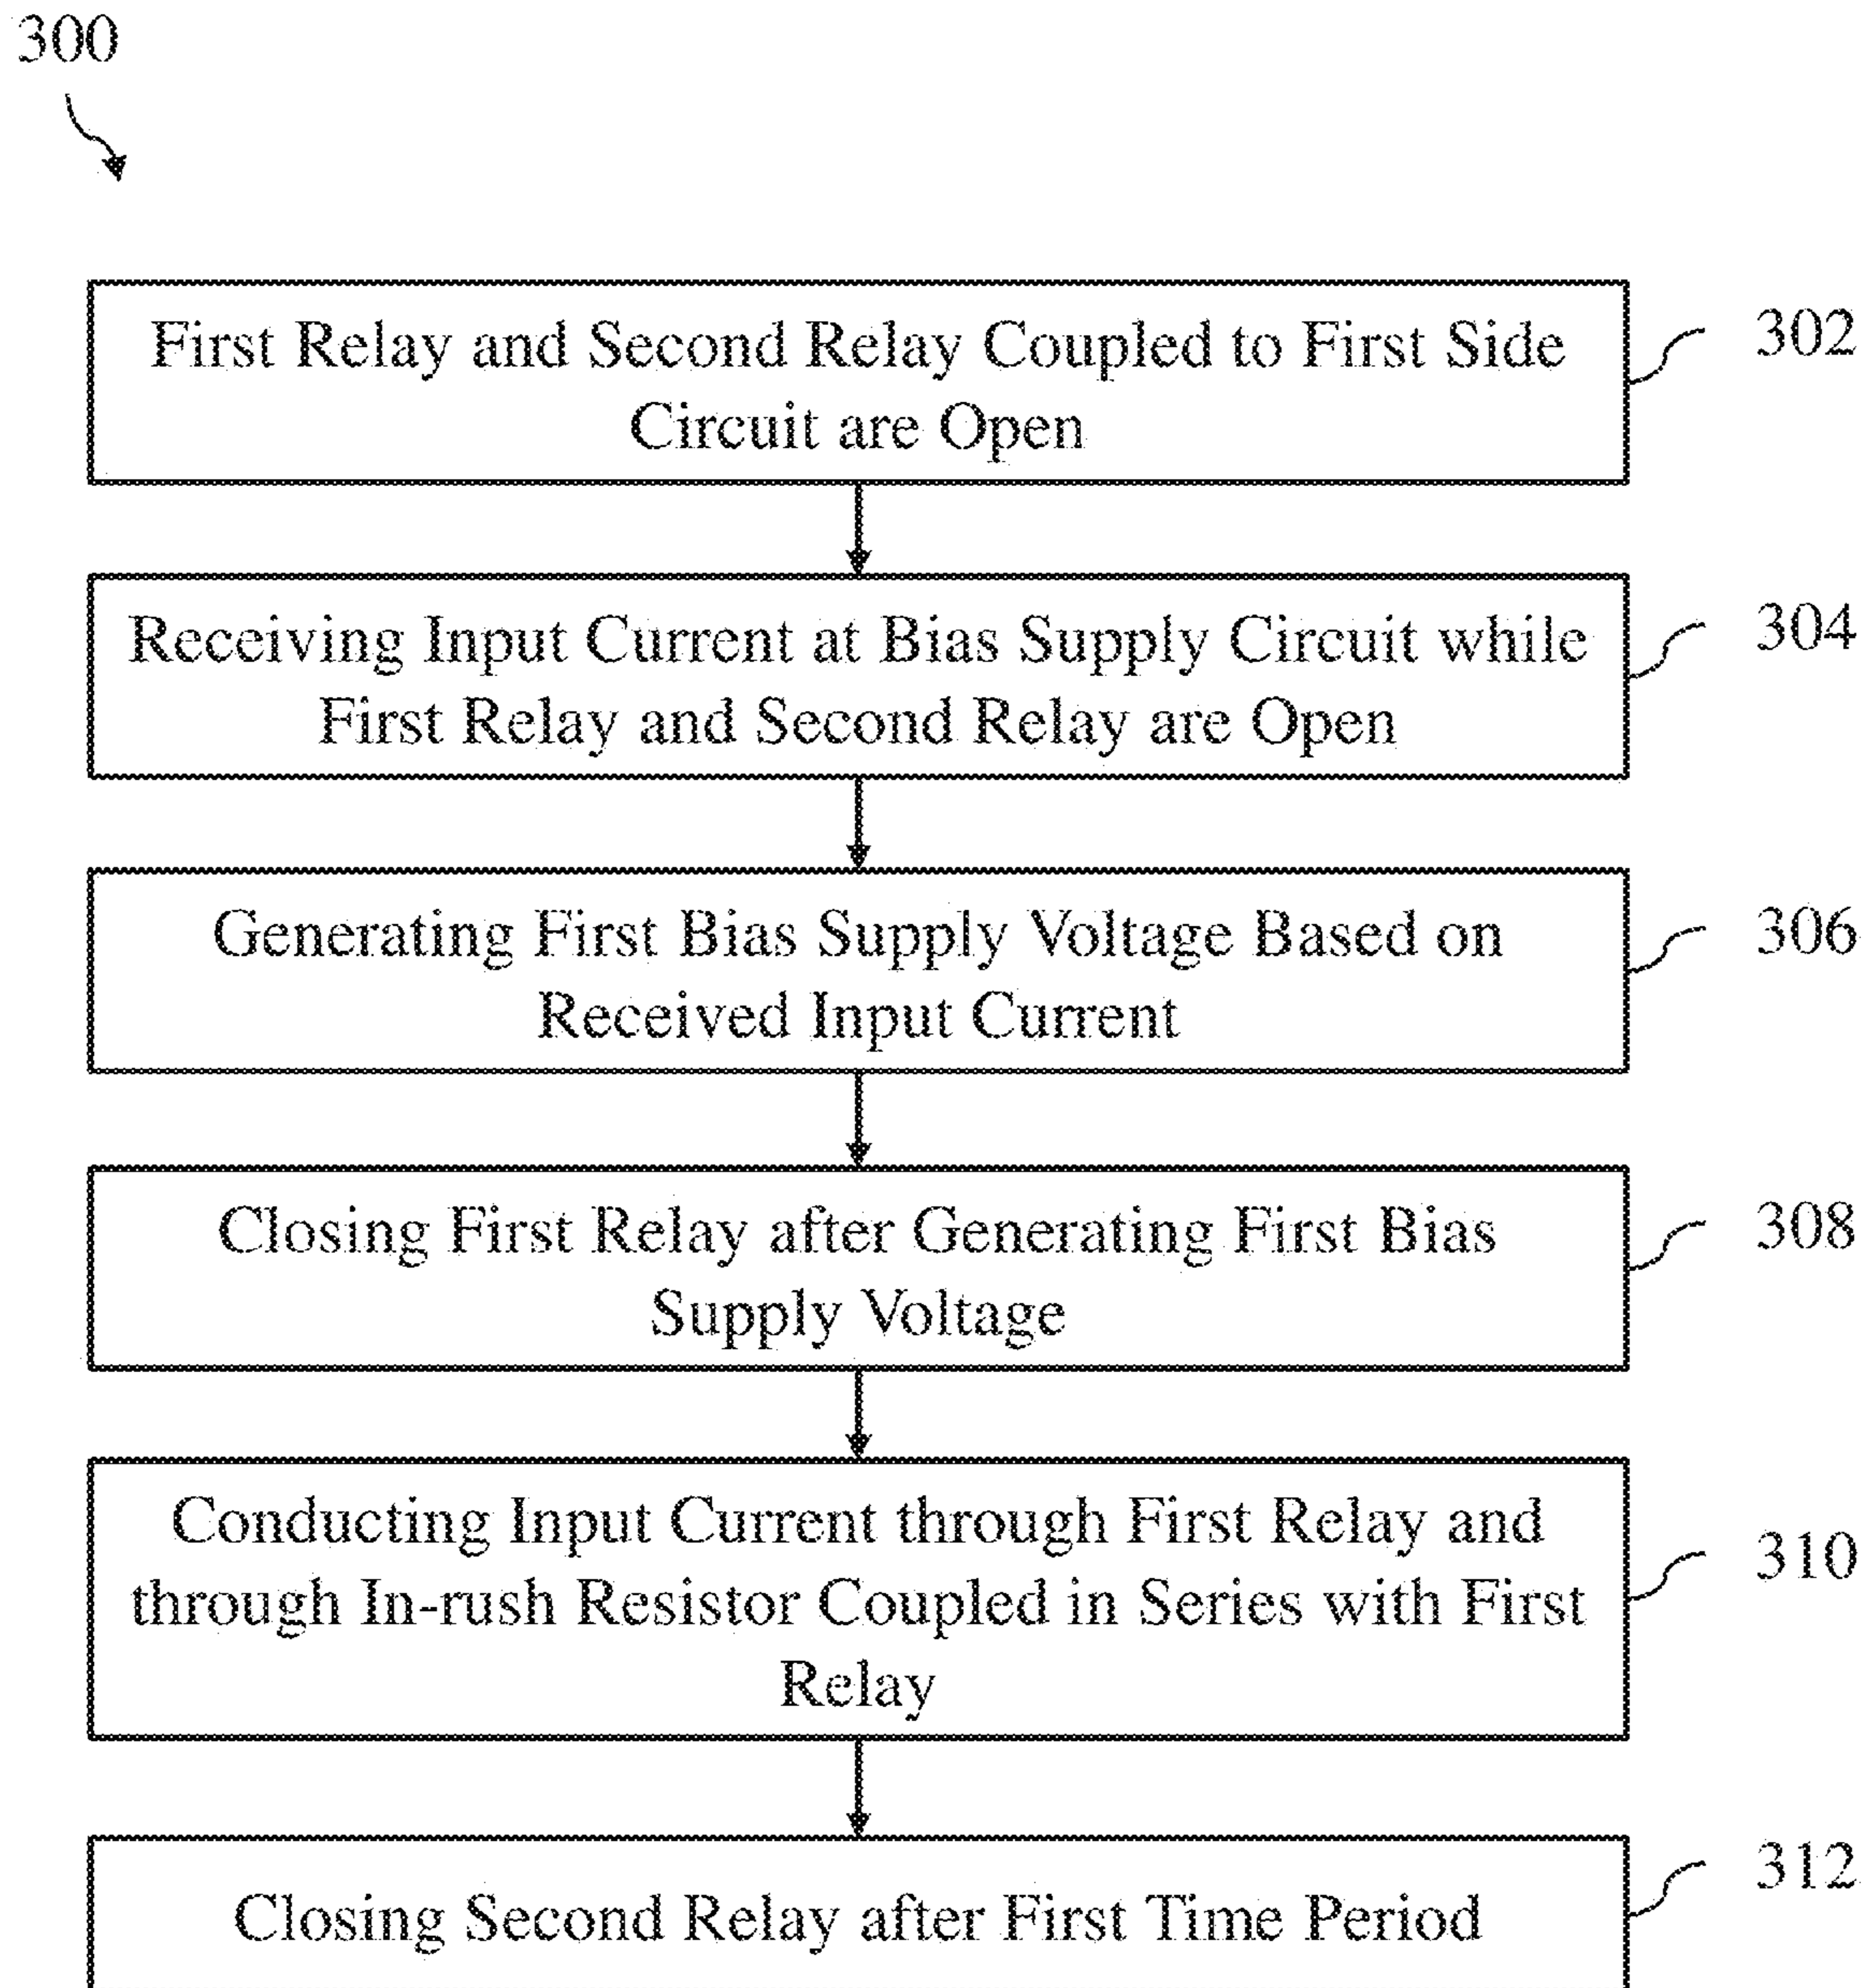 300
First Relay and Second Relay Coupled to First Side
Circuit are Open
302
Receiving Input Current at Bias Supply Circuit while
First Relay and Second Relay are Open
304
Generating First Bias Supply Voltage Based on
Received Input Current
306
Closing First Relay after Generating First Bias
Supply Voltage
308
Conducting Input Current through First Relay and
through In-rush Resistor Coupled in Series with First
Relay
310
Closing Second Relay after First Time Period
312